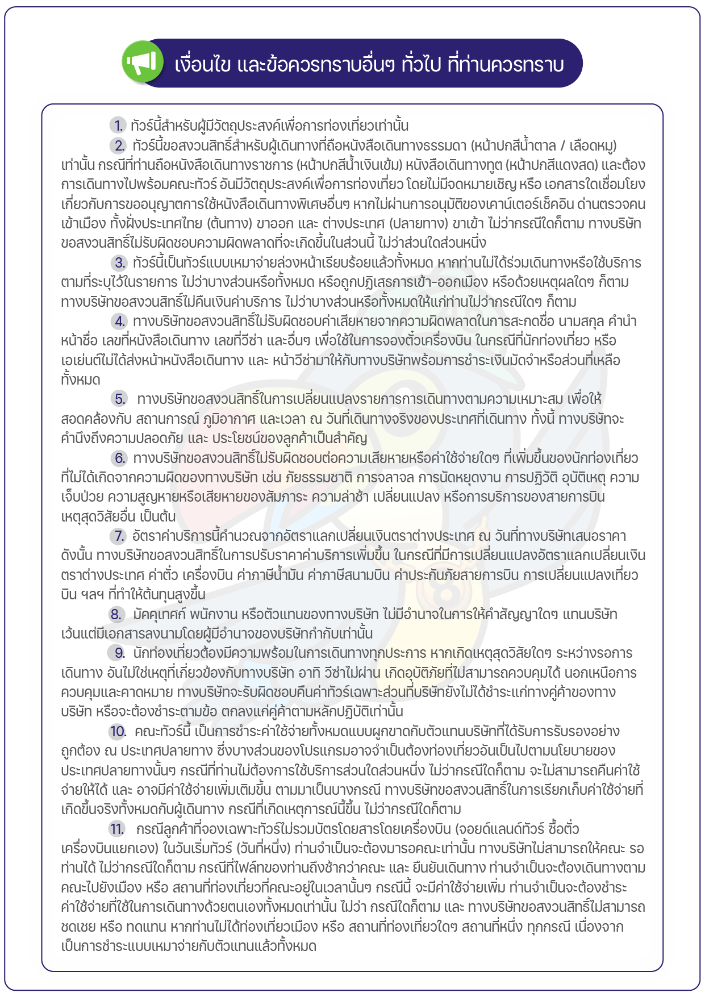 เงื่อนไข และข้อควรทราบอื่นๆ ทั่วไป ที่ท่านควรทราบ
1. ทัวร์นี้สำหรับผู้มีวัตถุประสงค์เพื่อการท่องเที่ยวเท่านั้น
2. ทัวร์นี้ขอสงวนสิทธิ์สำหรับผู้เดินทางที่ถือหนังสือเดินทางธรรมดา (หน้าปกสีน้ำตาล / เลือดหมู)
เท่านั้น กรณีที่ท่านถือหนังสือเดินทางราชการ (หน้าปกสีน้ำเงินเข้ม) หนังสือเดินทางทูต (หน้าปกสีแดงสด) และต้อง
การเดินทางไปพร้อมคณะทัวร์ อันมีวัตถุประสงค์เพื่อการท่องเที่ยว โดยไม่มีจดหมายเชิญ หรือ เอกสารใดเชื่อมโยง
เกี่ยวกับการขออนุญาตการใช้หนังสือเดินทางพิเศษอื่นๆ หากไม่ผ่านการอนุมัติของเคาน์เตอร์เช็คอิน ด่านตรวจคน
เข้าเมือง ทั้งฝั่งประเทศไทย (ต้นทาง) ขาออก และ ต่างประเทศ (ปลายทาง) ขาเข้า ไม่ว่ากรณีใดก็ตาม ทางบริษัท
ขอสงวนสิทธิ์ไม่รับผิดชอบความผิดพลาดที่จะเกิดขึ้นในส่วนนี้ ไม่ว่าส่วนใดส่วนหนึ่ง
3. ทัวร์นี้เป็นทัวร์แบบเหมาจ่ายล่วงหน้าเรียบร้อยแล้วทั้งหมด หากท่านไม่ได้ร่วมเดินทางหรือใช้บริการ
ตามที่ระบุไว้ในรายการ ไม่ว่าบางส่วนหรือทั้งหมด หรือถูกปฏิเสธการเข้า-ออกเมือง หรือด้วยเหตุผลใดๆ ก็ตาม
ทางบริษัทขอสงวนสิทธิ์ไม่คืนเงินค่าบริการ ไม่ว่าบางส่วนหรือทั้งหมดให้แก่ท่านไม่ว่ากรณีใดๆ ก็ตาม
4. ทางบริษัทขอสงวนสิทธิ์ไม่รับผิดชอบค่าเสียหายจากความผิดพลาดในการสะกดชื่อ นามสกุล คำนำ
หน้าชื่อ เลขที่หนังสือเดินทาง เลขที่วีซ่า และอื่นๆ เพื่อใช้ในการจองตั๋วเครื่องบิน ในกรณีที่นักท่องเที่ยว หรือ
เอเย่นต์ไม่ได้ส่งหน้าหนังสือเดินทาง และ หน้าวีซ่ามาให้กับทางบริษัทพร้อมการชำระเงินมัดจำหรือส่วนที่เหลือ
ทั้งหมด
5. ทางบริษัทขอสงวนสิทธิ์ในการเปลี่ยนแปลงรายการการเดินทางตามความเหมาะสม เพื่อให้
สอดคล้องกับ สถานการณ์ ภูมิอากาศ และเวลา ณ วันที่เดินทางจริงของประเทศที่เดินทาง ทั้งนี้ ทางบริษัทจะ
คำนึงถึงความปลอดภัย และ ประโยชน์ของลูกค้าเป็นสำคัญ
6. ทางบริษัทขอสงวนสิทธิ์ไม่รับผิดชอบต่อความเสียหายหรือค่าใช้จ่ายใดๆ ที่เพิ่มขึ้นของนักท่องเที่ยว
ที่ไม่ได้เกิดจากความผิดของทางบริษัท เช่น ภัยธรรมชาติ การจลาจล การนัดหยุดงาน การปฏิวัติ อุบัติเหตุ ความ
เจ็บป่วย ความสูญหายหรือเสียหายของสัมภาระ ความล่าช้า เปลี่ยนแปลง หรือการบริการของสายการบิน
เหตุสุดวิสัยอื่น เป็นต้น
7. อัตราค่าบริการนี้คำนวณจากอัตราแลกเปลี่ยนเงินตราต่างประเทศ ณ วันที่ทางบริษัทเสนอราคา
ดังนั้น ทางบริษัทขอสงวนสิทธิ์ในการปรับราคาค่าบริการเพิ่มขึ้น ในกรณีที่มีการเปลี่ยนแปลงอัตราแลกเปลี่ยนเงิน
ตราต่างประเทศ ค่าตั๋ว เครื่องบิน ค่าภาษีน้ำมัน ค่าภาษีสนามบิน ค่าประกันภัยสายการบิน การเปลี่ยนแปลงเที่ยว
บิน ฯลฯ ที่ทำให้ต้นทุนสูงขึ้น
8. มัคคุเทศก์ พนักงาน หรือตัวแทนของทางบริษัท ไม่มีอำนาจในการให้คำสัญญาใดๆ แทนบริษัท
เว้นแต่มีเอกสารลงนามโดยผู้มีอำนาจของบริษัทกำกับเท่านั้น
9. นักท่องเที่ยวต้องมีความพร้อมในการเดินทางทุกประการ หากเกิดเหตุสุดวิสัยใดๆ ระหว่างรอการ
เดินทาง อันไม่ใช่เหตุที่เกี่ยวข้องกับทางบริษัท อาทิ วีซ่าไม่ผ่าน เกิดอุบัติภัยที่ไม่สามารถควบคุมได้ นอกเหนือการ
ควบคุมและคาดหมาย ทางบริษัทจะรับผิดชอบคืนค่าทัวร์เฉพาะส่วนที่บริษัทยังไม่ได้ชำระแก่ทางคู่ค้าของทาง
บริษัท หรือจะต้องชำระตามข้อ ตกลงแก่คู่ค้าตามหลักปฏิบัติเท่านั้น
10. คณะทัวร์นี้ เป็นการชำระค่าใช้จ่ายทั้งหมดแบบผูกขาดกับตัวแทนบริษัทที่ได้รับการรับรองอย่าง
ถูกต้อง ณ ประเทศปลายทาง ซึ่งบางส่วนของโปรแกรมอาจจำเป็นต้องท่องเที่ยวอันเป็นไปตามนโยบายของ
ประเทศปลายทางนั้นๆ กรณีที่ท่านไม่ต้องการใช้บริการส่วนใดส่วนหนึ่ง ไม่ว่ากรณีใดก็ตาม จะไม่สามารถคืนค่าใช้
จ่ายให้ได้ และ อาจมีค่าใช้จ่ายเพิ่มเติมขึ้น ตามมาเป็นบางกรณี ทางบริษัทขอสงวนสิทธิ์ในการเรียกเก็บค่าใช้จ่ายที่
เกิดขึ้นจริงทั้งหมดกับผู้เดินทาง กรณีที่เกิดเหตุการณ์นี้ขึ้น ไม่ว่ากรณีใดก็ตาม
11. กรณีลูกค้าที่จองเฉพาะทัวร์ไม่รวมบัตรโดยสารโดยเครื่องบิน (จอยด์แลนด์ทัวร์ ซื้อตั๋ว
เครื่องบินแยกเอง) ในวันเริ่มทัวร์ (วันที่หนึ่ง) ท่านจำเป็นจะต้องมารอคณะเท่านั้น ทางบริษัทไม่สามารถให้คณะ รอ
ท่านได้ ไม่ว่ากรณีใดก็ตาม กรณีที่ไฟล์ทของท่านถึงช้ากว่าคณะ และ ยืนยันเดินทาง ท่านจำเป็นจะต้องเดินทางตาม
คณะไปยังเมือง หรือ สถานที่ท่องเที่ยวที่คณะอยู่ในเวลานั้นๆ กรณีนี้ จะมีค่าใช้จ่ายเพิ่ม ท่านจำเป็นจะต้องชำระ
ค่าใช้จ่ายที่ใช้ในการเดินทางด้วยตนเองทั้งหมดเท่านั้น ไม่ว่า กรณีใดก็ตาม และ ทางบริษัทขอสงวนสิทธิ์ไม่สามารถ
ชดเชย หรือ ทดแทน หากท่านไม่ได้ท่องเที่ยวเมือง หรือ สถานที่ท่องเที่ยวใดๆ สถานที่หนึ่ง ทุกกรณี เนื่องจาก
เป็นการชำระแบบเหมาจ่ายกับตัวแทนแล้วทั้งหมด